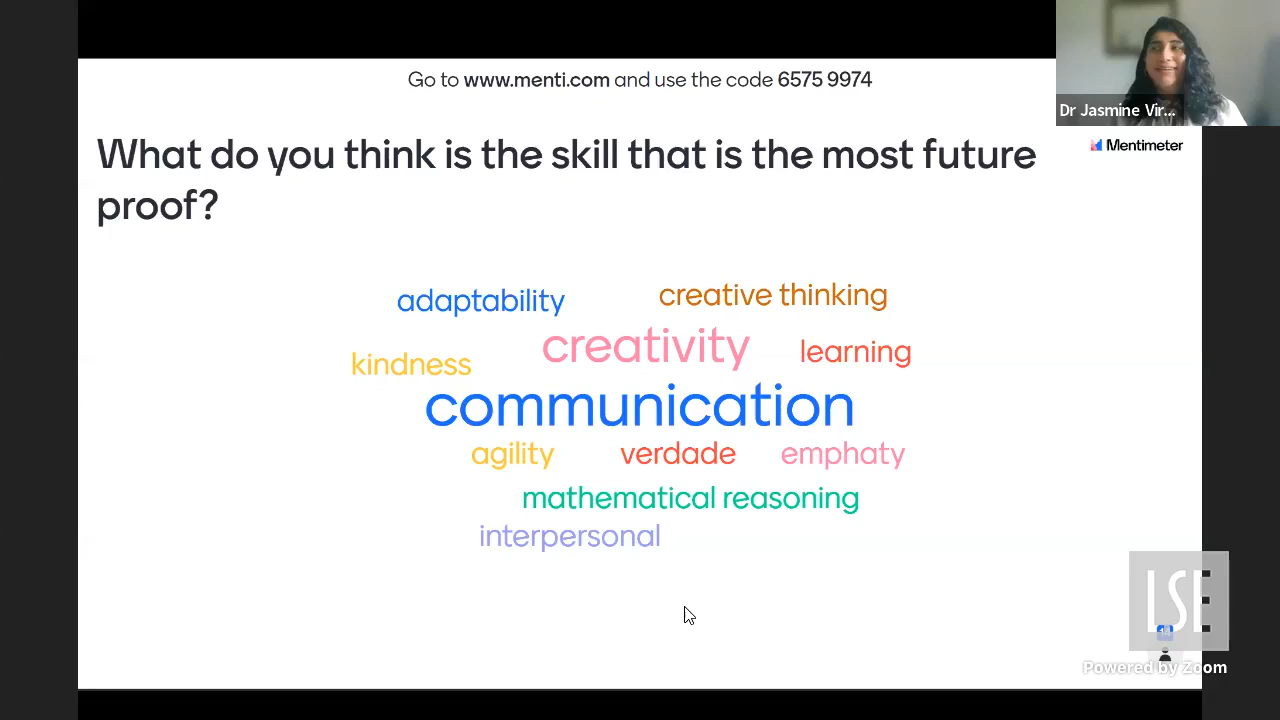 Go to www.menti.com and use the code 6575 9974
Dr Jasmine Vir...
Mentimeter
What do you think is the skill that is the most future
proof?
adaptability
creative thinking
creativity
learning
kindness
communication
agility
verdade
emphaty
mathematical reasoning
interpersonal
LSE
Powered by Zoom